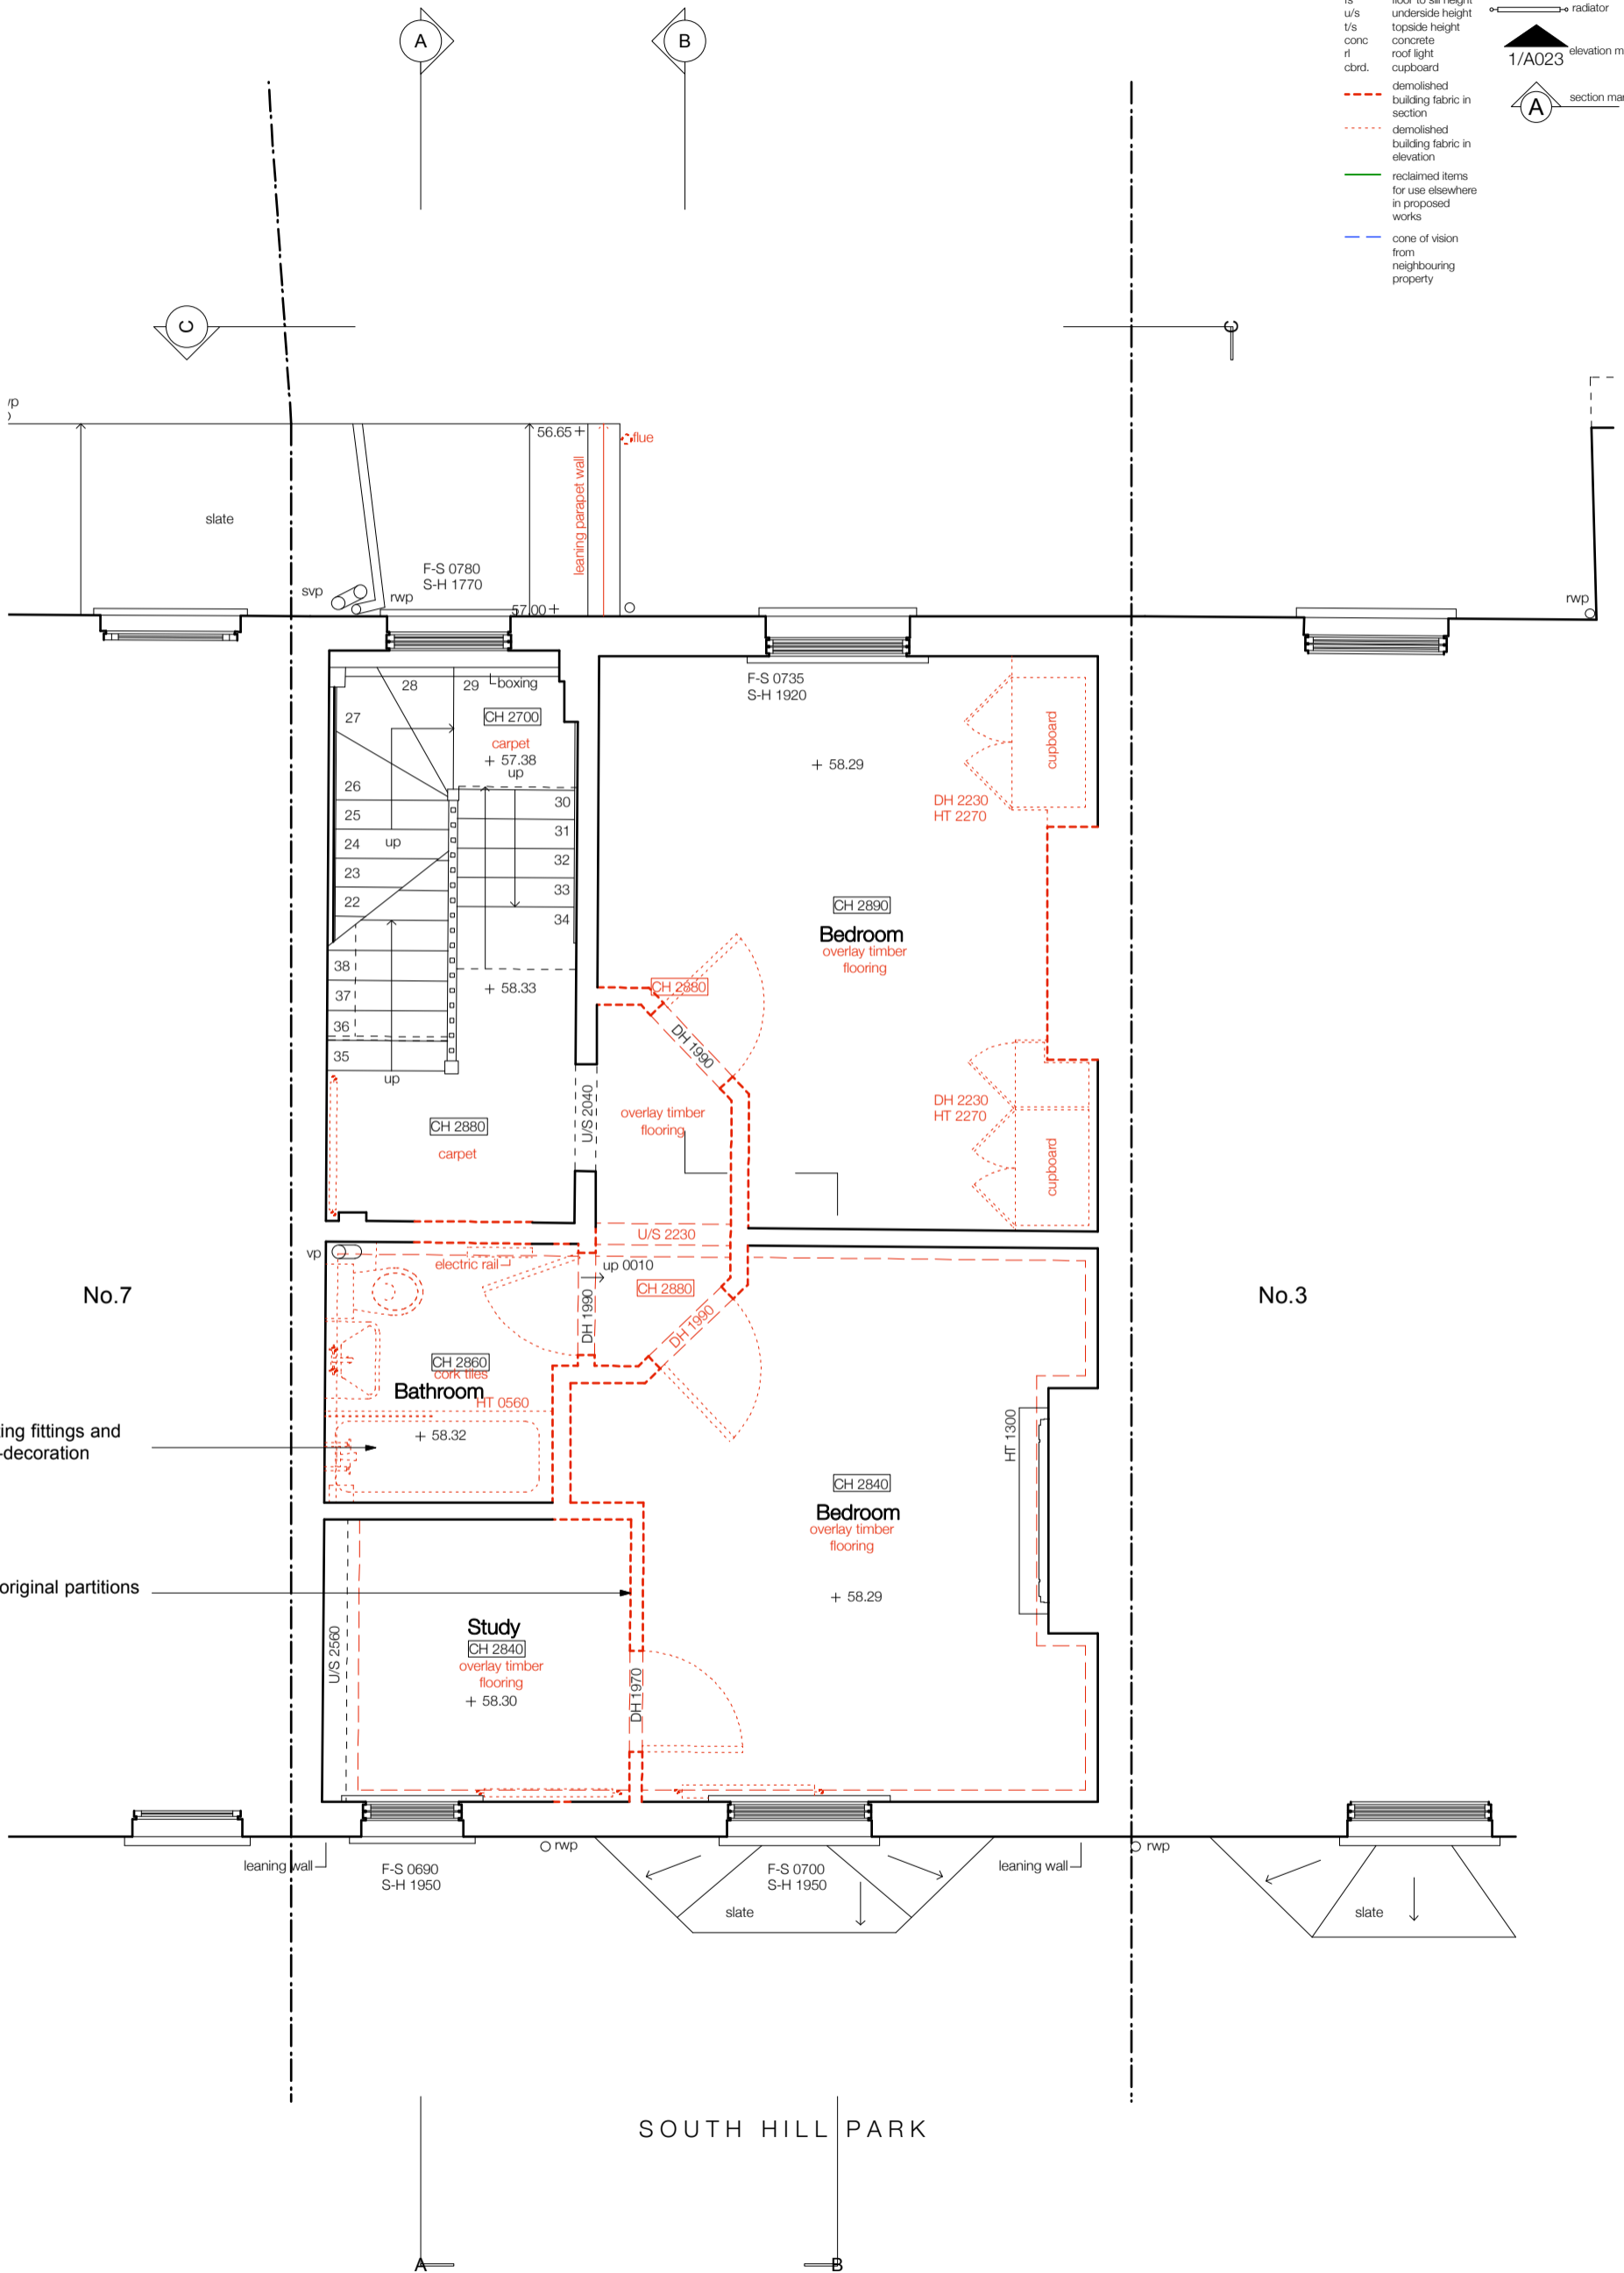 A
B
u/s underside height
t/s topside height
conc concrete
rl roof light
cbrd. cupboard
demolished
building fabric in
section
demolished
building fabric in
elevation
reclaimed items
for use elsewhere
in proposed
works
cone of vision
from
neighbouring
property
radiator
1/A023
elevation m
A
section mar
C
C
56.65
flue
slate
leaning parapet wall
F-S 0780
S-H 1770
svp
rwp
57.00
rwp
28
29
boxing
27
CH 2700
carpet
57.38
up
F-S 0735
S-H 1920
58.29
cupboard
26
25
24
up
23
22
30
31
32
33
34
DH 2230
HT 2270
CH 2890
Bedroom
overlay timber
flooring
38
37
36
35
up
58.33
CH 2880
DH 1990
U/S 2040
overlay timber
flooring
DH 2230
HT 2270
cupboard
CH 2880
carpet
U/S 2230
vp
electric rail
up 0010
CH 2880
DH 1990
DH 1990
No.7
No.3
CH 2860
cork tiles
Bathroom
HT 0560
58.32
ting fittings and
-decoration
HT 1300
CH 2840
Bedroom
overlay timber
flooring
58.29
original partitions
Study
CH 2840
overlay timber
flooring
58.30
U/S 2560
DH 1970
leaning wall
F-S 0690
S-H 1950
rwp
F-S 0700
S-H 1950
slate
leaning wall
rwp
slate
SOUTH HILL PARK
A
B